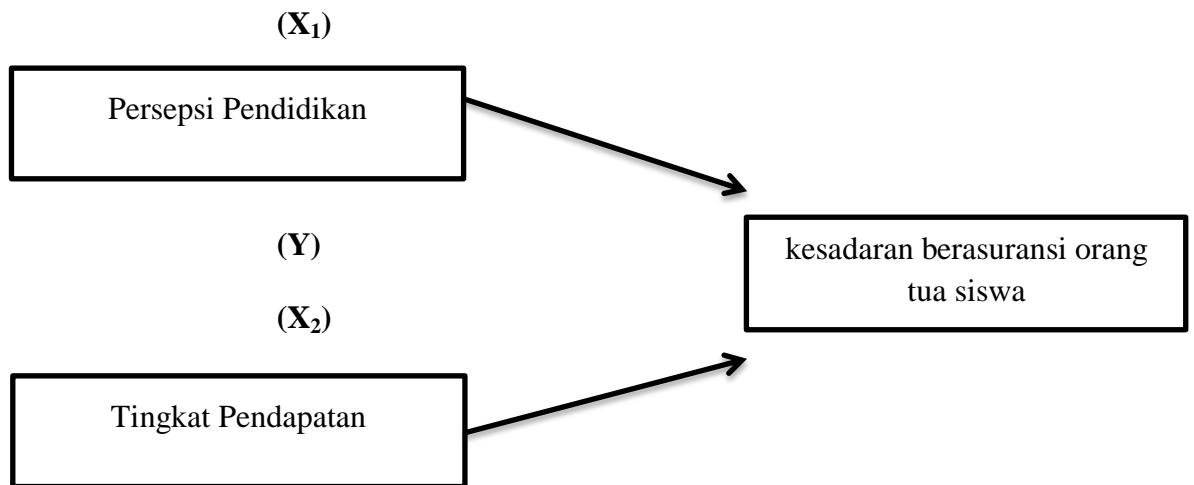 (X₁)
Persepsi Pendidikan
(Y)
kesadaran berasuransi orang
tua siswa
(X₂)
Tingkat Pendapatan